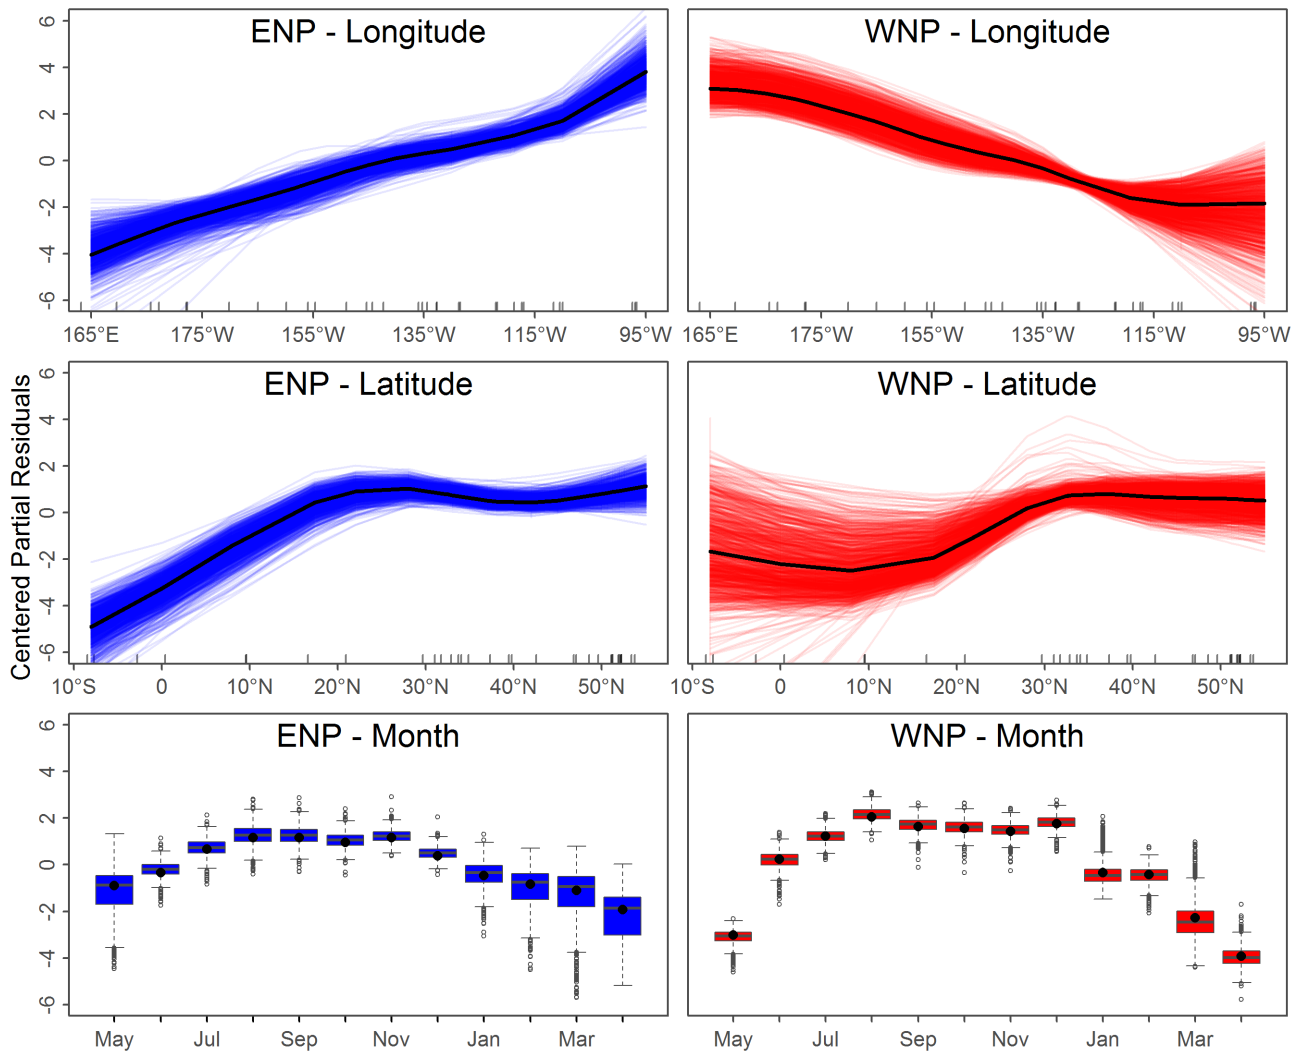 ENP - Longitude
WNP - Longitude
6
4
2
0
-2
-4
-6
165°E 175°W 155°W 135°W 115°W 95°W
165°E 175°W 155°W 135°W 115°W 95°W
ENP - Latitude
WNP - Latitude
Centered Partial Residuals
6
4
2
0
-2
-4
-6
10°S 0 10°N 20°N 30°N 40°N 50°N
10°S 0 10°N 20°N 30°N 40°N 50°N
ENP - Month
WNP - Month
6
4
2
0
-2
-4
-6
May Jul Sep Nov Jan Mar
May Jul Sep Nov Jan Mar